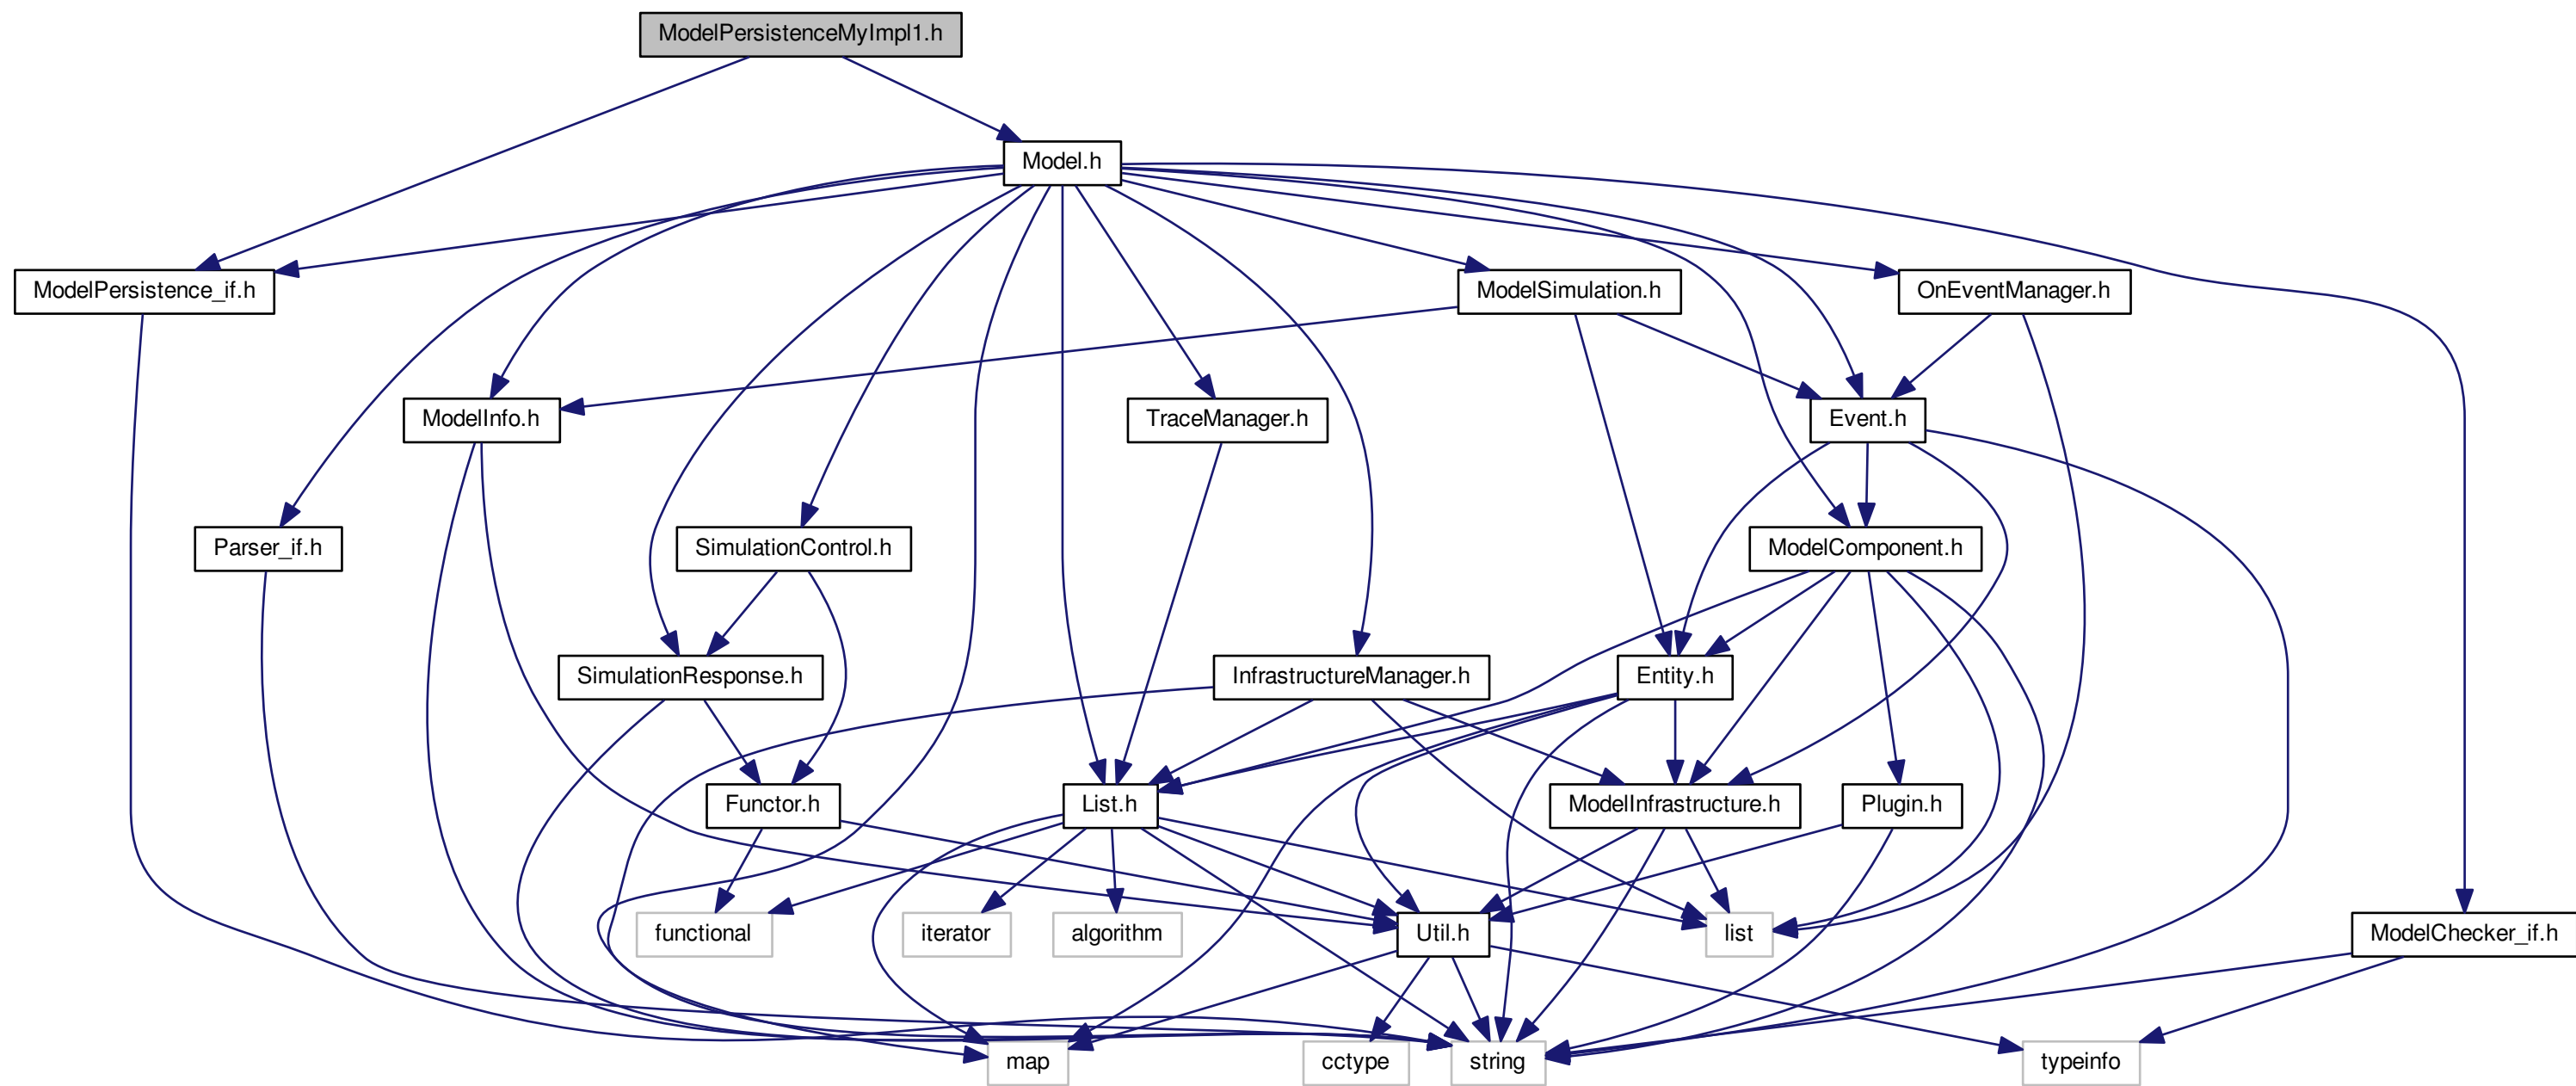 ModelPersistenceMyImpl1.h
Model.h
ModelPersistence_if.h
ModelSimulation.h
OnEventManager.h
ModelInfo.h
TraceManager.h
Event.h
Parser_if.h
SimulationControl.h
ModelComponent.h
SimulationResponse.h
InfrastructureManager.h
Entity.h
Functor.h
List.h
ModelInfrastructure.h
Plugin.h
functional
iterator
algorithm
Util.h
list
ModelChecker_if.h
map
cctype
string
typeinfo